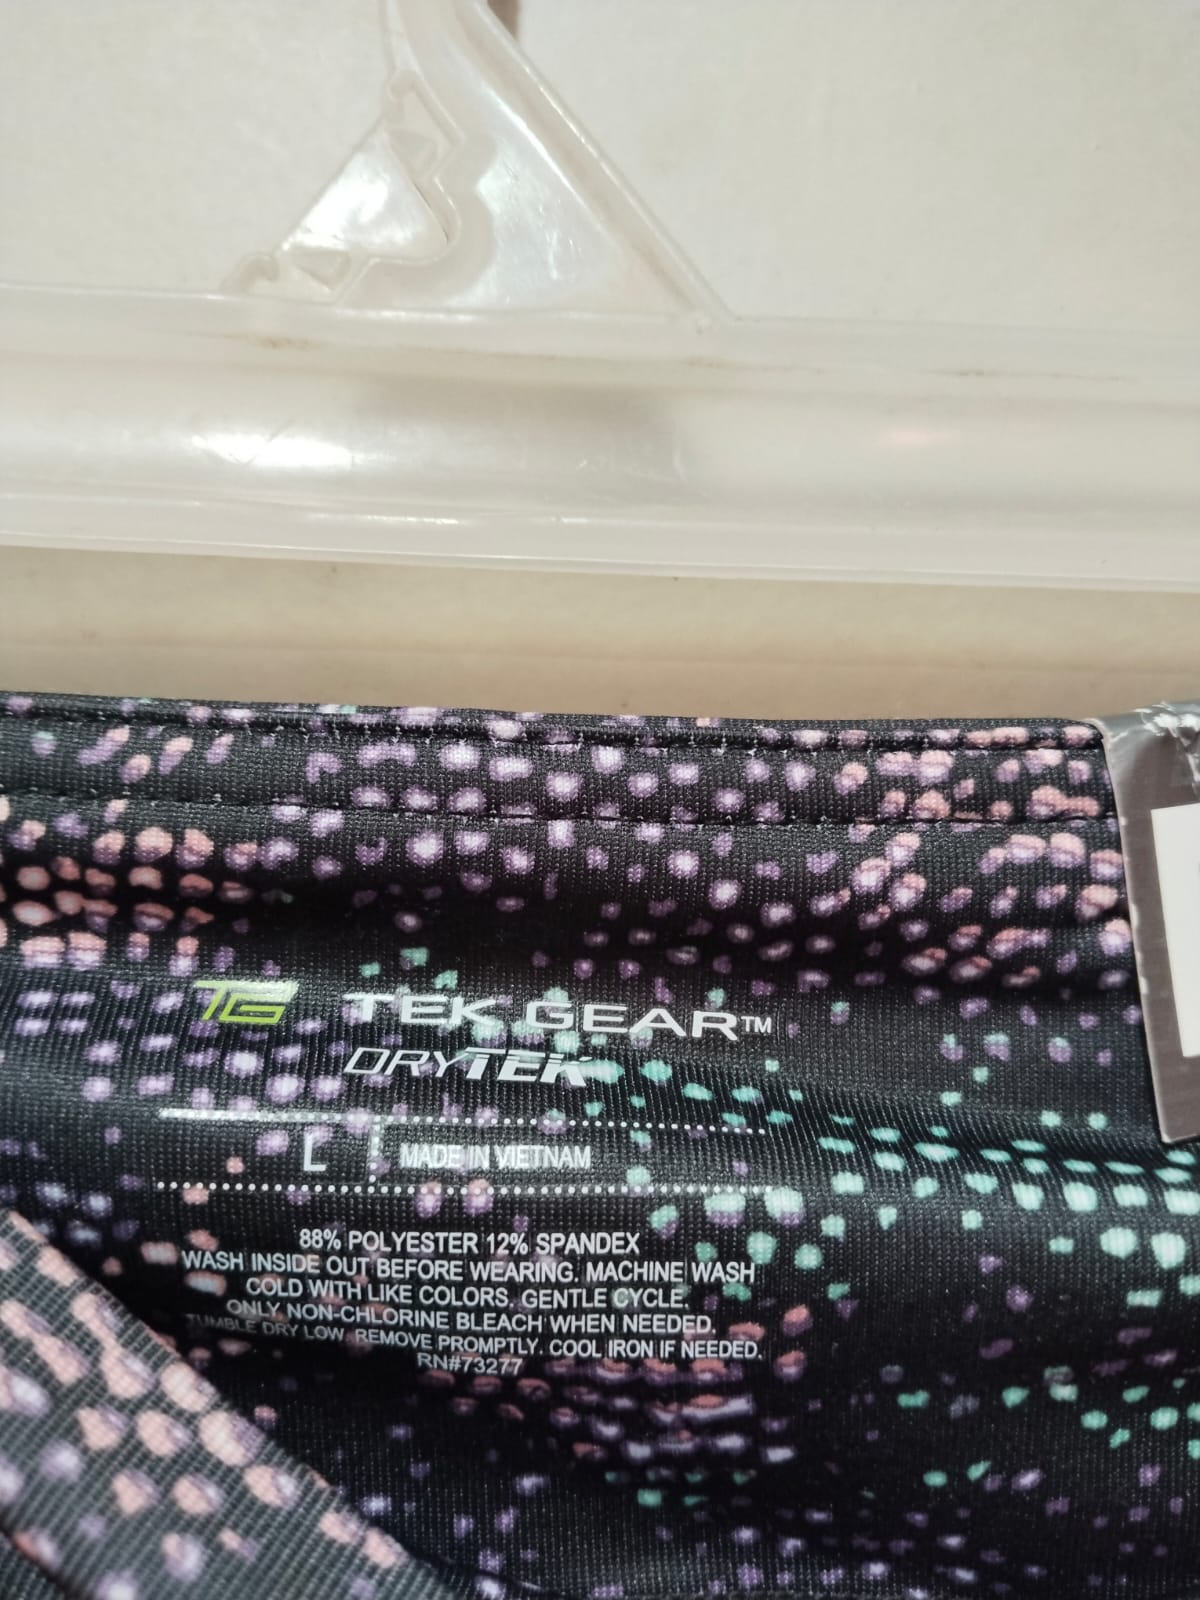 TG TEK GEAR™
DRYTEK
L MADE IN VIETNAM
88% POLYESTER 12% SPANDEX
WASH INSIDE OUT BEFORE WEARING. MACHINE WASH
COLD WITH LIKE COLORS. GENTLE CYCLE.
ONLY NON-CHLORINE BLEACH WHEN NEEDED.
TUMBLE DRY LOW. REMOVE PROMPTLY. COOL IRON IF NEEDED.
RN#73277